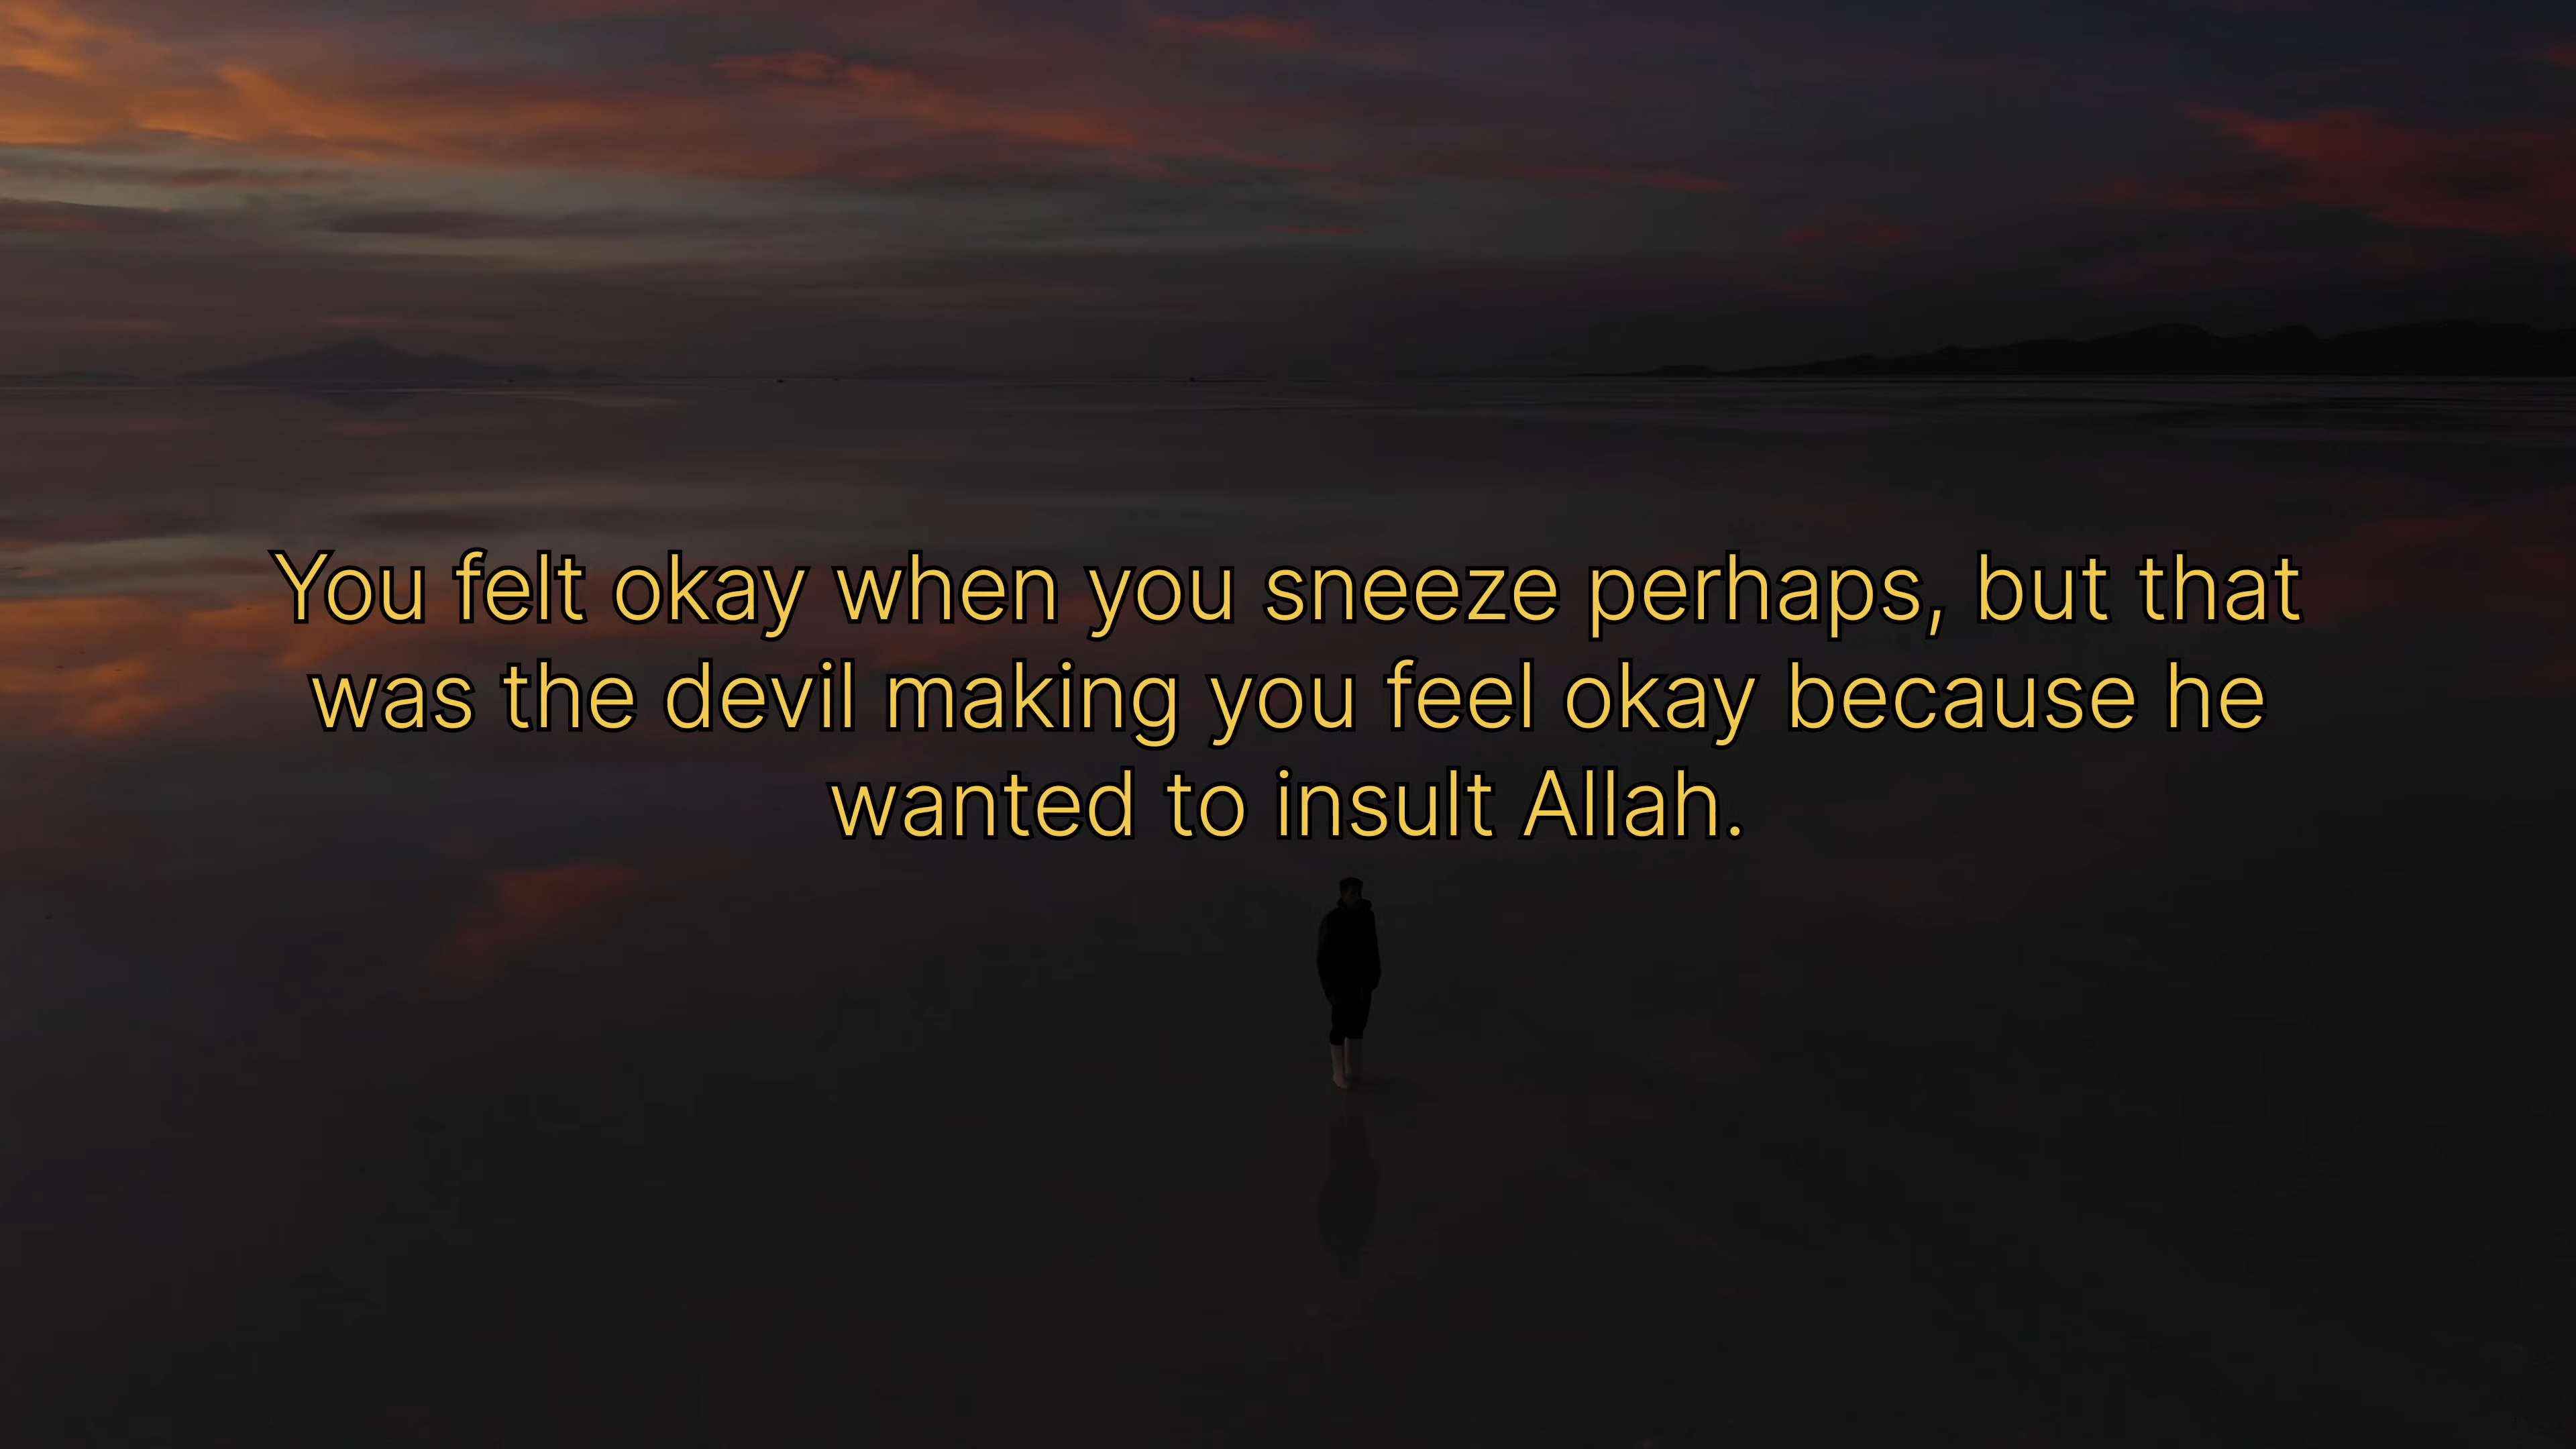 You felt okay when you sneeze perhaps, but that
was the devil making you feel okay because he
wanted to insult Allah.